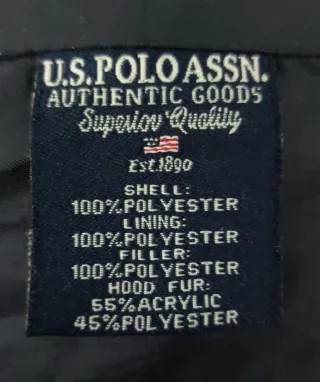 U.S. POLO ASSN.
AUTHENTIC GOODS
Superior Quality
Est.1890
SHELL:
100%POLYESTER
LINING:
100%POLYESTER
FILLER:
100%POLYESTER
HOOD FUR:
55%ACRYLIC
45%POLYESTER